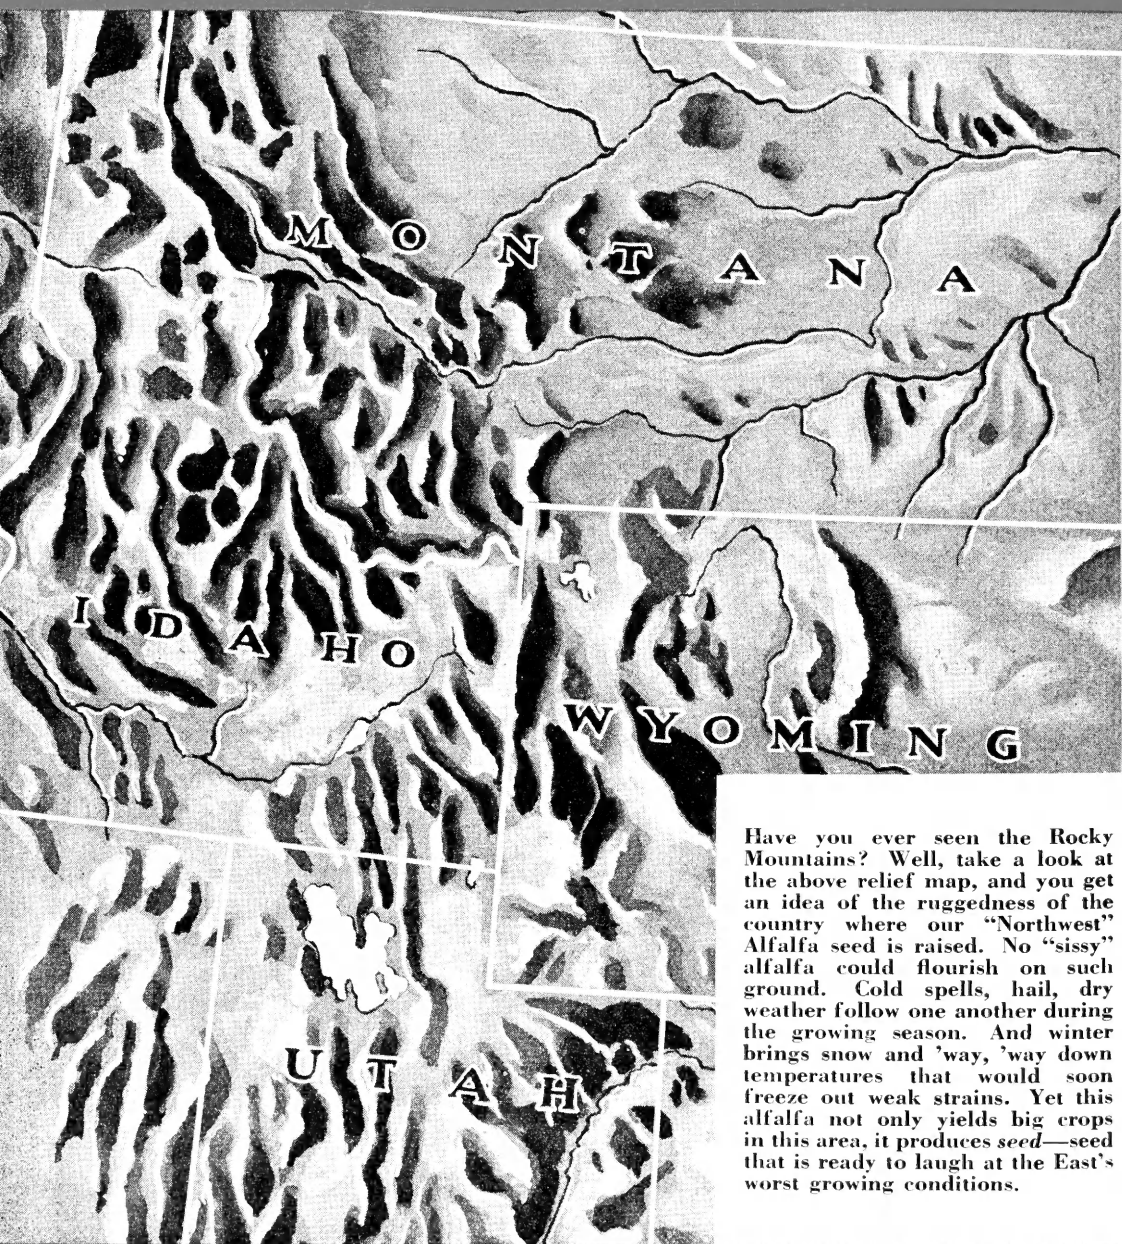 MONTANA
IDAHO
WYOMING
UTAH
Have you ever seen the Rocky
Mountains? Well, take a look at
the above relief map, and you get
an idea of the ruggedness of the
country where our “Northwest”
Alfalfa seed is raised. No “sissy”
alfalfa could flourish on such
ground. Cold spells, hail, dry
weather follow one another during
the growing season. And winter
brings snow and ’way, ’way down
temperatures that would soon
freeze out weak strains. Yet this
alfalfa not only yields big crops
in this area, it produces seed—seed
that is ready to laugh at the East’s
worst growing conditions.